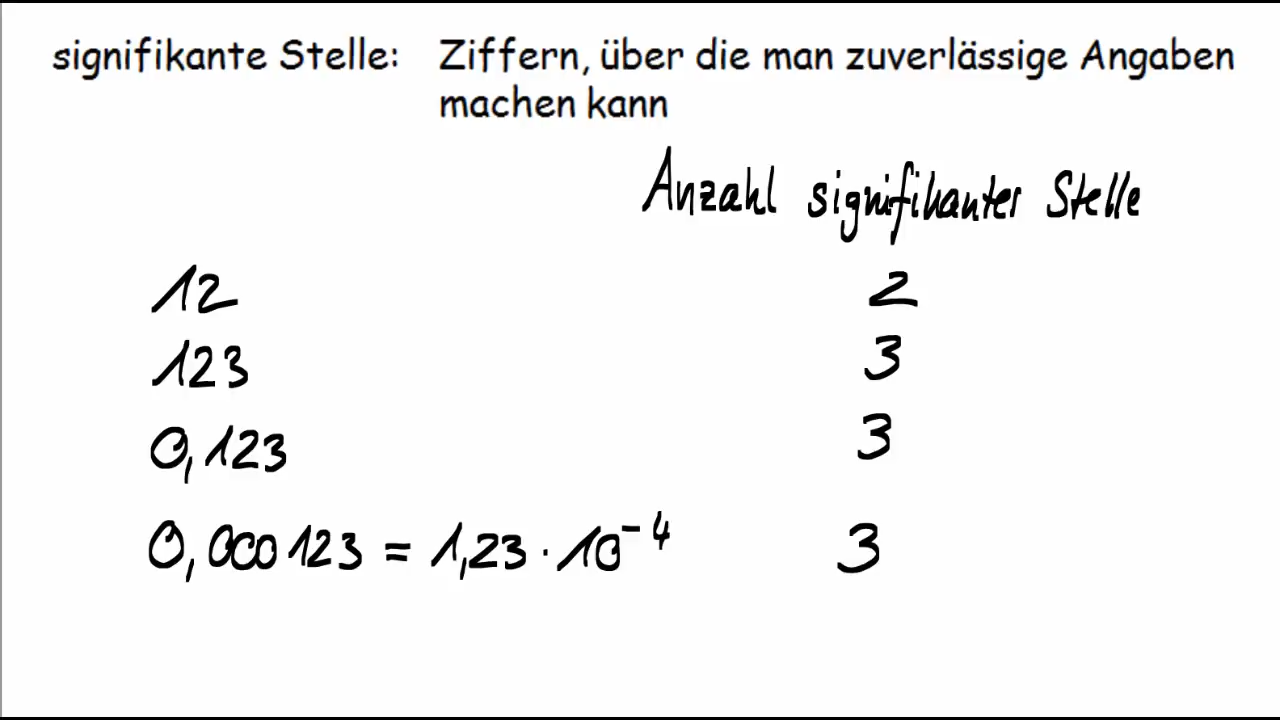 signifikante Stelle: Ziffern, über die man zuverlässige Angaben
machen kann
Anzahl signifikanter Stelle
12 2
123 3
0,123 3
0,000123 = 1,23 · 10⁻⁴ 3